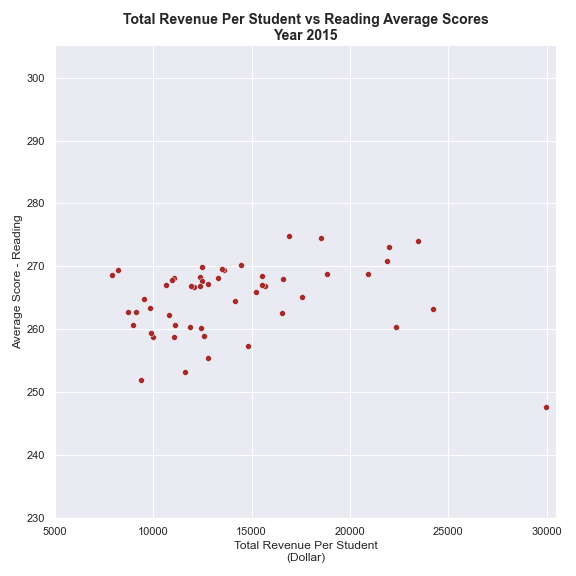 Total Revenue Per Student vs Reading Average Scores
Year 2015
Average Score - Reading
300
290
280
270
260
250
240
230
5000
10000
15000
20000
25000
30000
Total Revenue Per Student
(Dollar)